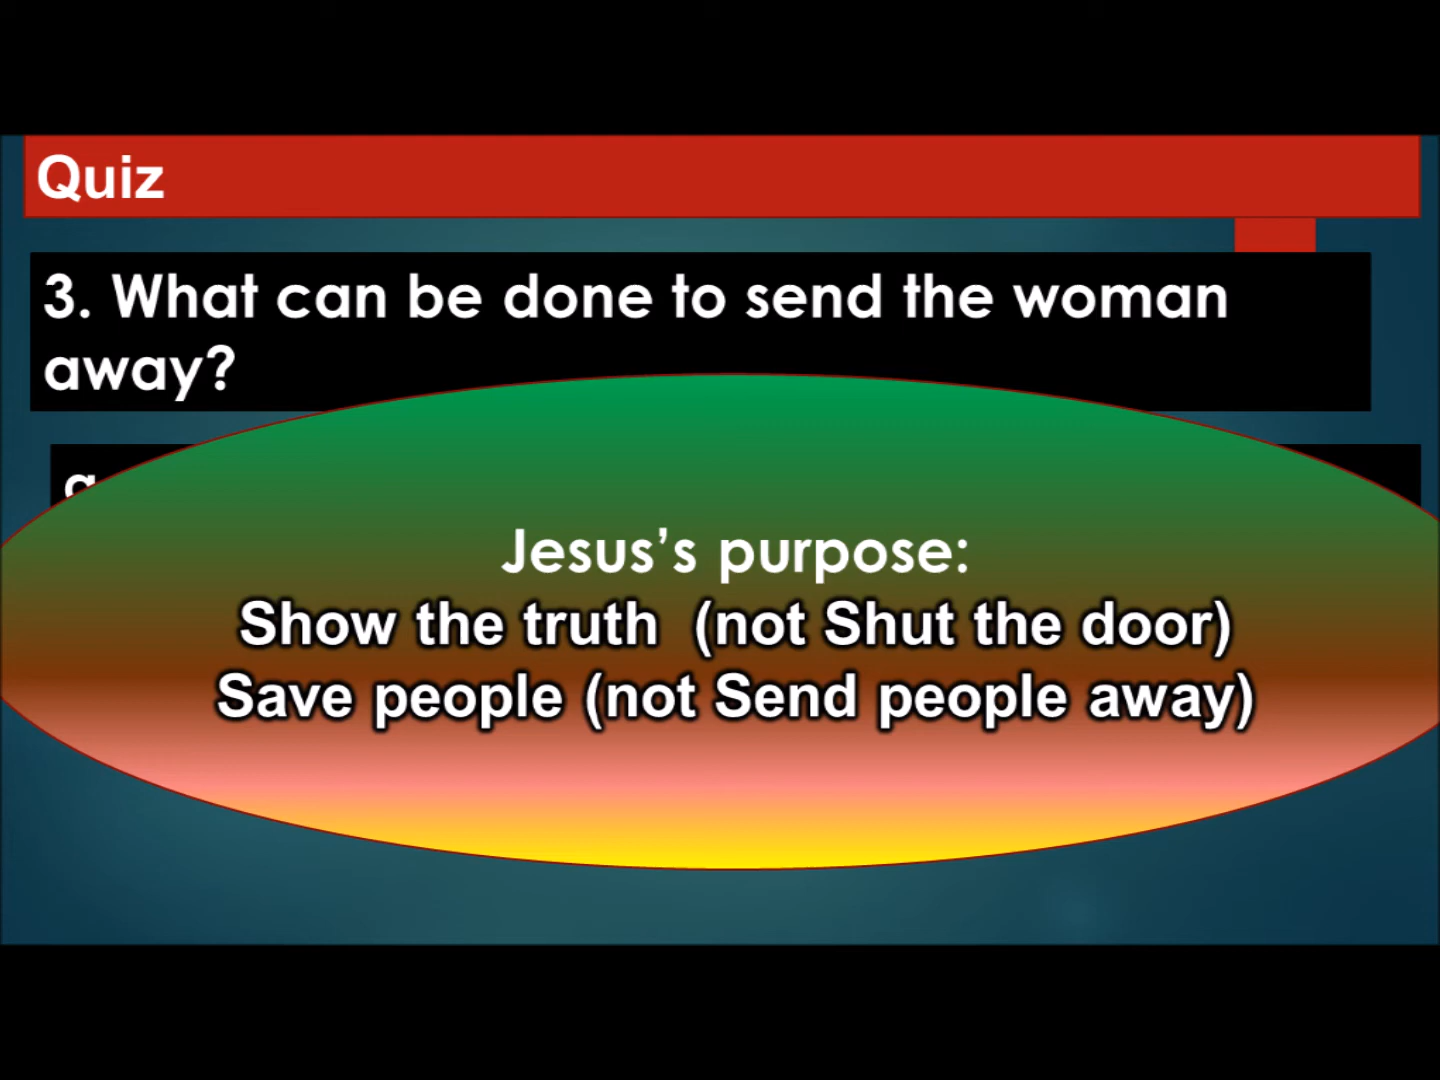 Quiz
3. What can be done to send the woman
away?
Jesus’s purpose:
Show the truth  (not Shut the door)
Save people (not Send people away)